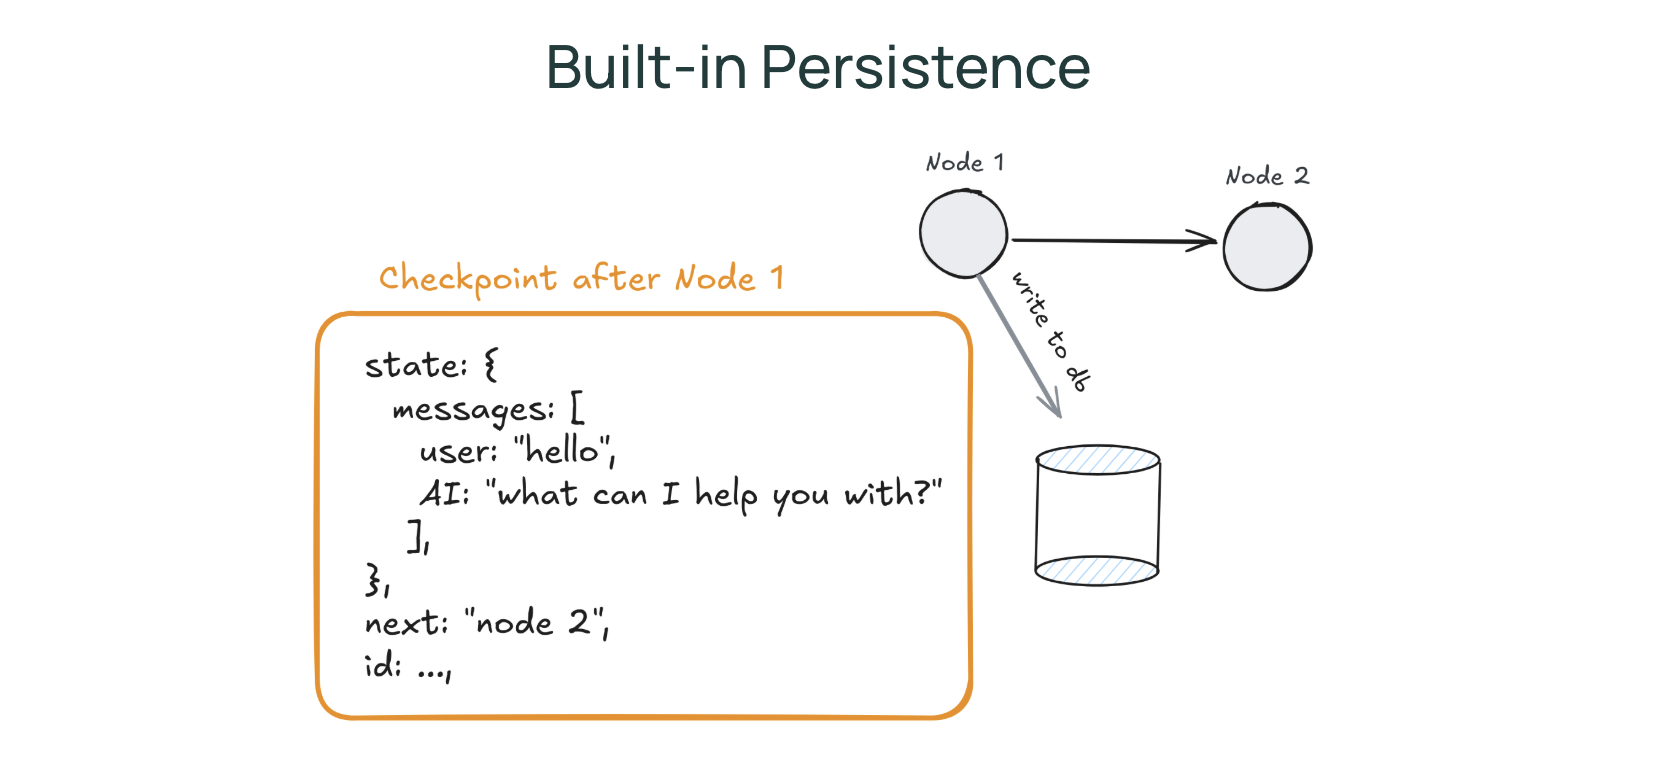 Built-in Persistence
Node 1
Node 2
write to db
Checkpoint after Node 1
state: {
messages: [
user: "hello",
AI: "what can I help you with?"
],
},
next: "node 2",
id: ...,